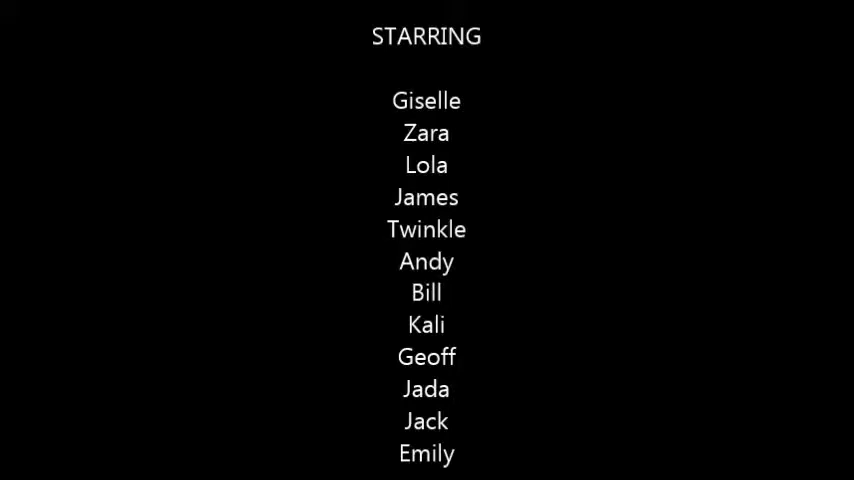 STARRING
Giselle
Zara
Lola
James
Twinkle
Andy
Bill
Kali
Geoff
Jada
Jack
Emily